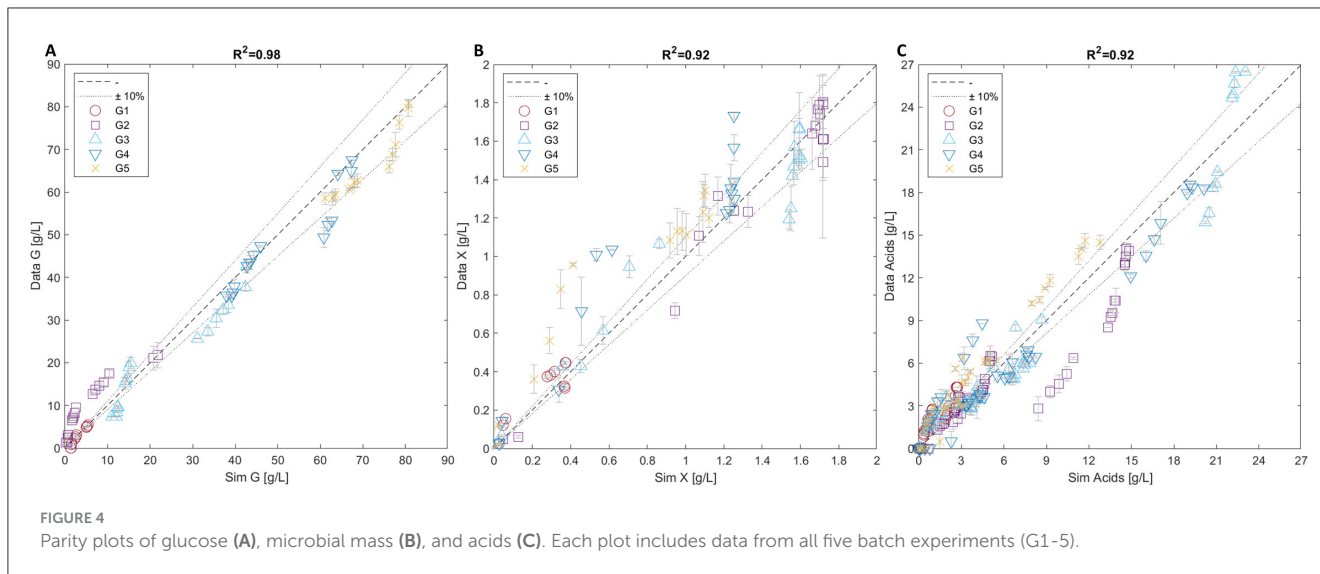 A
R²=0.98
90
80
70
60
50
40
30
20
10
0
Data G [g/L]
0 10 20 30 40 50 60 70 80 90
Sim G [g/L]
-
± 10%
G1
G2
G3
G4
G5
B
R²=0.92
2
1.8
1.6
1.4
1.2
1
0.8
0.6
0.4
0.2
0
Data X [g/L]
0 0.2 0.4 0.6 0.8 1 1.2 1.4 1.6 1.8 2
Sim X [g/L]
-
± 10%
G1
G2
G3
G4
G5
C
R²=0.92
27
24
21
18
15
12
9
6
3
0
Data Acids [g/L]
0 3 6 9 12 15 18 21 24 27
Sim Acids [g/L]
-
± 10%
G1
G2
G3
G4
G5
FIGURE 4
Parity plots of glucose (A), microbial mass (B), and acids (C). Each plot includes data from all five batch experiments (G1-5).